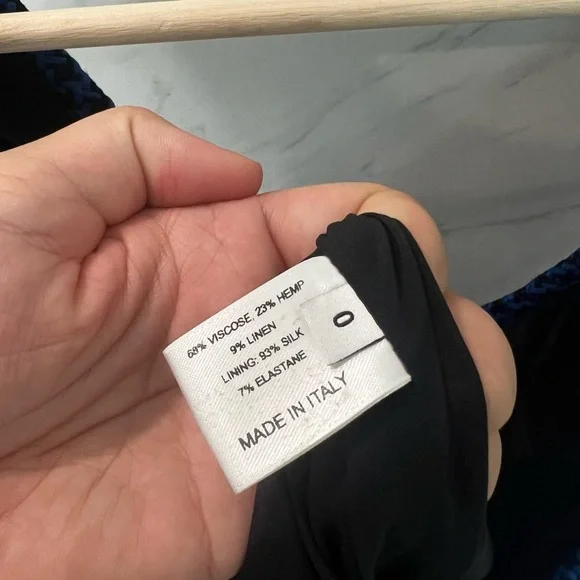 68% VISCOSE, 23% HEMP
9% LINEN
LINING: 93% SILK
7% ELASTANE
MADE IN ITALY
0